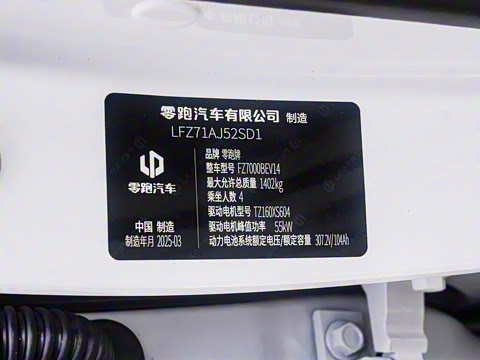 零跑汽车有限公司 制造
LFZ71AJ52SD1
品牌 零跑牌
整车型号 FZ7000BEV14
最大允许总质量 1402kg
乘坐人数 4
驱动电机型号 TZ160YS604
驱动电机峰值功率 55kW
动力电池系统额定电压/额定容量 307.2V/104Ah
零跑汽车
中国 制造
制造年月 2025-03